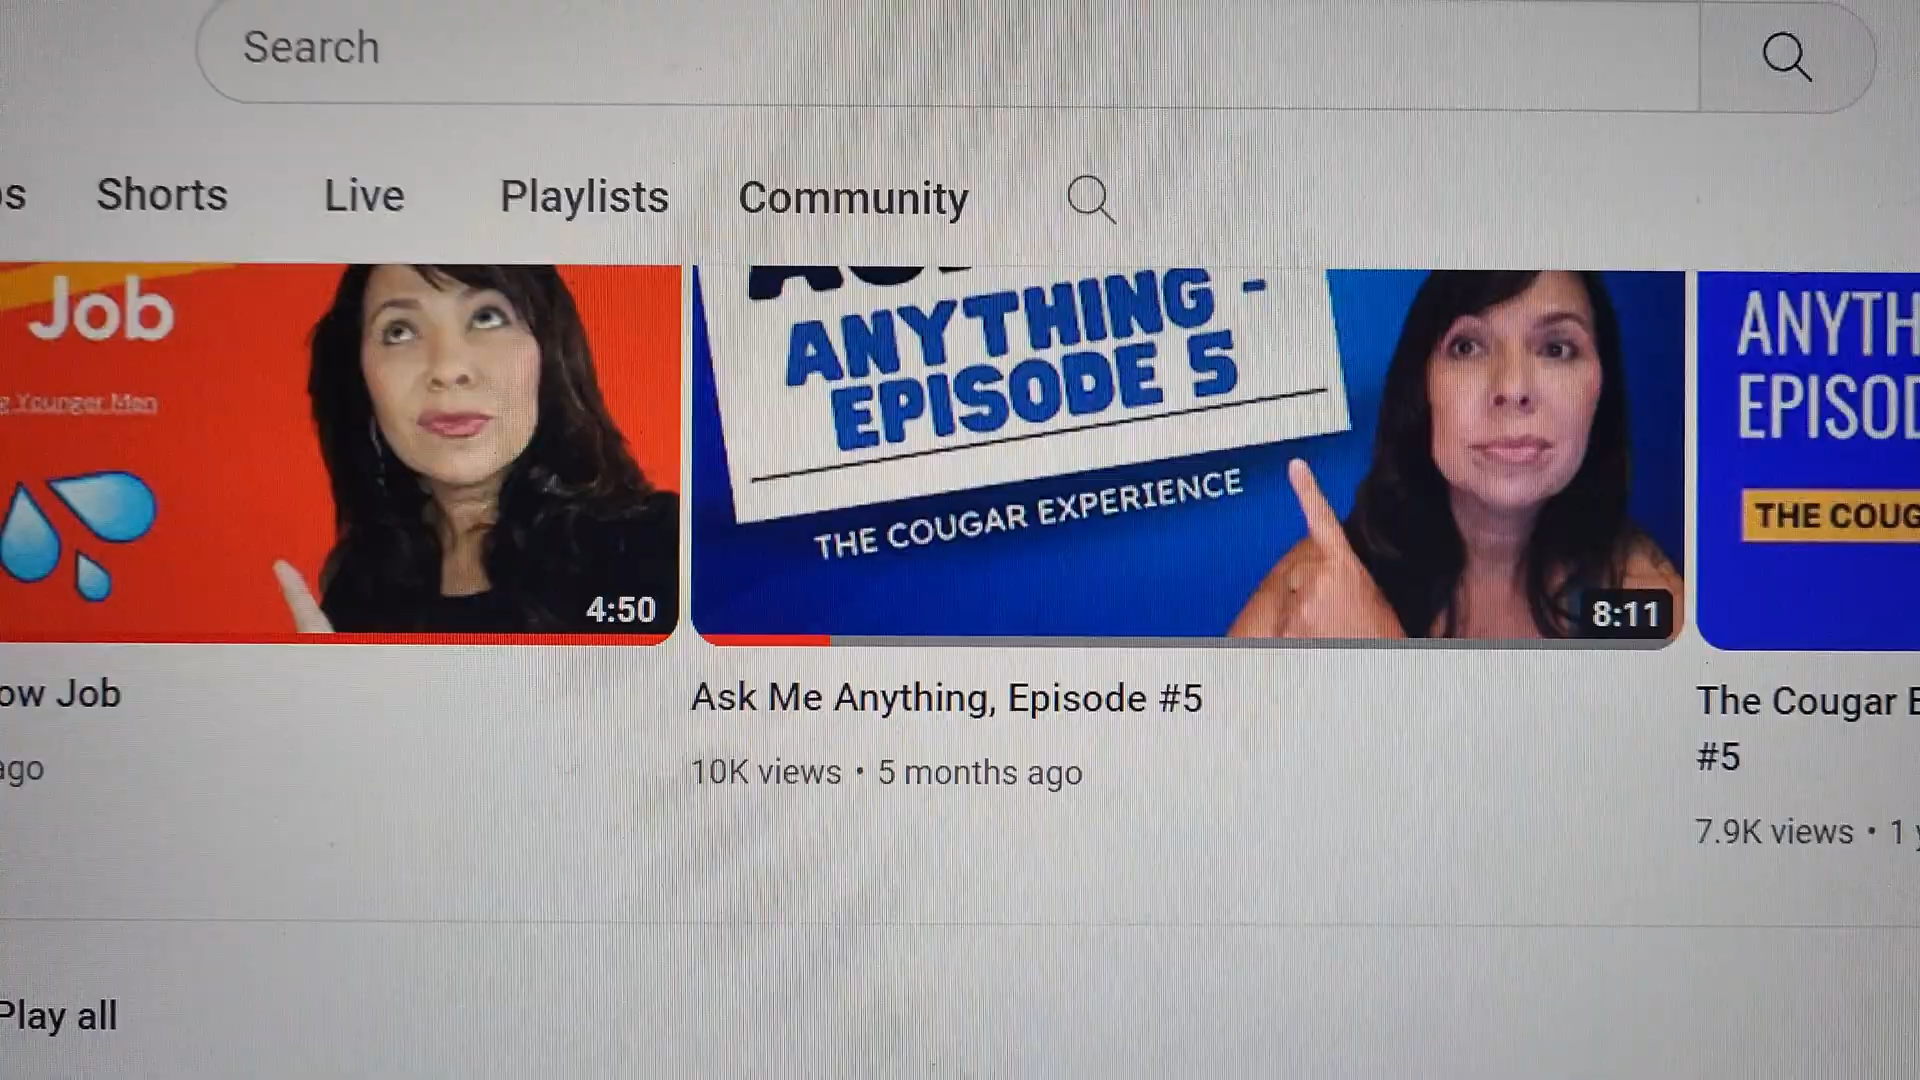 Search
Shorts
Live
Playlists
Community
Job
Younger Men
4:50
ANYTHING -
EPISODE 5
THE COUGAR EXPERIENCE
8:11
ANYTH
EPISOD
THE COUG
ow Job
ago
Ask Me Anything, Episode #5
10K views • 5 months ago
The Cougar E
#5
7.9K views • 1 y
Play all